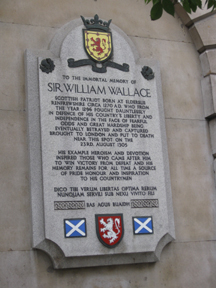 TO THE IMMORTAL MEMORY OF
SIR WILLIAM WALLACE
SCOTTISH PATRIOT BORN AT ELDERSLIE
RENFREWSHIRE CIRCA 1270 A.D. WHO FROM
THE YEAR 1296 FOUGHT DAUNTLESSLY
IN DEFENCE OF HIS COUNTRY'S LIBERTY AND
INDEPENDENCE IN THE FACE OF FEARFUL
ODDS AND GREAT HARDSHIP BEING
EVENTUALLY BETRAYED AND CAPTURED
BROUGHT TO LONDON AND PUT TO DEATH
NEAR THIS SPOT ON THE
23RD. AUGUST 1305
HIS EXAMPLE HEROISM AND DEVOTION
INSPIRED THOSE WHO CAME AFTER HIM
TO WIN VICTORY FROM DEFEAT AND HIS
MEMORY REMAINS FOR ALL TIME A SOURCE
OF PRIDE HONOUR AND INSPIRATION
TO HIS COUNTRYMEN
DICO TIBI VERUM LIBERTAS OPTIMA RERUM
NUNQUAM SERVILI SUB NEXU VIVITO FILI
BAS AGUS BUAIDH